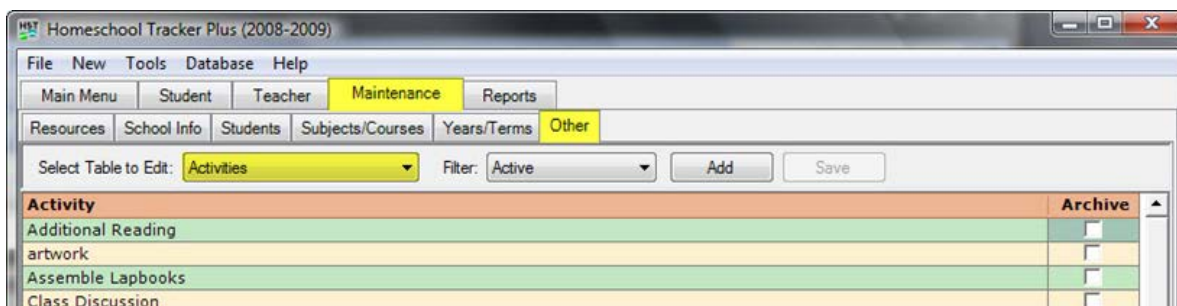 HST Homeschool Tracker Plus (2008-2009)
File New Tools Database Help
Main Menu Student Teacher Maintenance Reports
Resources School Info Students Subjects/Courses Years/Terms Other
Select Table to Edit: Activities Filter: Active Add Save
Activity Archive
Additional Reading
artwork
Assemble Lapbooks
Class Discussion